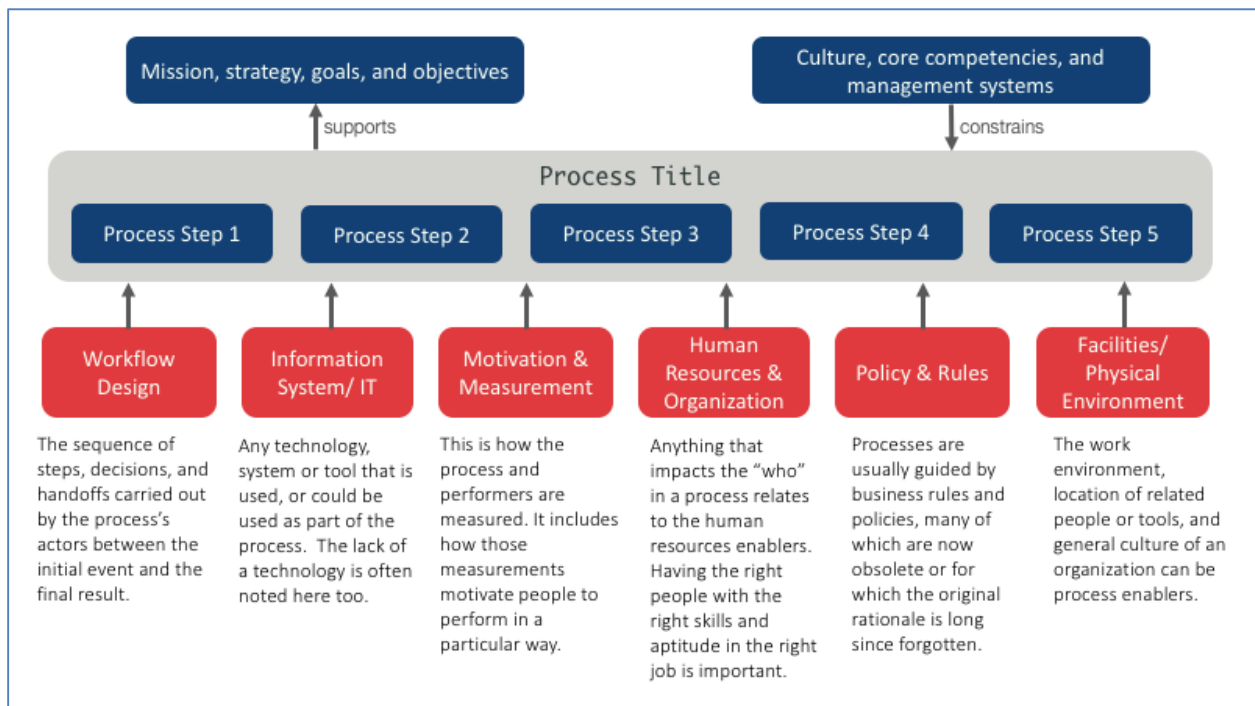 Mission, strategy, goals, and objectives
Culture, core competencies, and
management systems
supports
constrains
Process Title
Process Step 1
Process Step 2
Process Step 3
Process Step 4
Process Step 5
Workflow
Design
The sequence of
steps, decisions, and
handoffs carried out
by the process’s
actors between the
initial event and the
final result.
Information
System/ IT
Any technology,
system or tool that is
used, or could be
used as part of the
process.  The lack of
a technology is often
noted here too.
Motivation &
Measurement
This is how the
process and
performers are
measured. It includes
how those
measurements
motivate people to
perform in a
particular way.
Human
Resources &
Organization
Anything that
impacts the “who”
in a process relates
to the human
resources enablers.
Having the right
people with the
right skills and
aptitude in the right
job is important.
Policy & Rules
Processes are
usually guided by
business rules and
policies, many of
which are now
obsolete or for
which the original
rationale is long
since forgotten.
Facilities/
Physical
Environment
The work
environment,
location of related
people or tools, and
general culture of an
organization can be
process enablers.